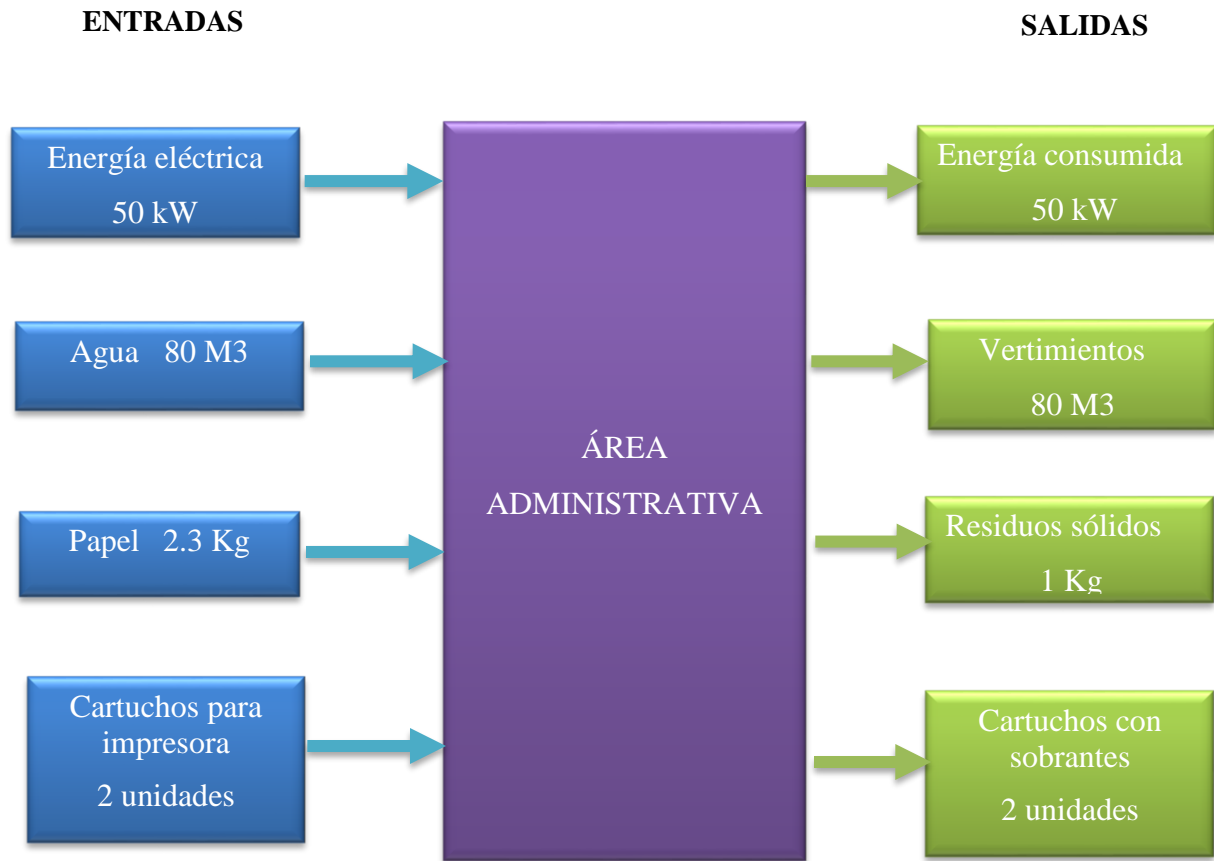 ENTRADAS
SALIDAS
Energía eléctrica
50 kW
Energía consumida
50 kW
Agua   80 M3
Vertimientos
80 M3
ÁREA
ADMINISTRATIVA
Papel   2.3 Kg
Residuos sólidos
1 Kg
Cartuchos para
impresora
2 unidades
Cartuchos con
sobrantes
2 unidades